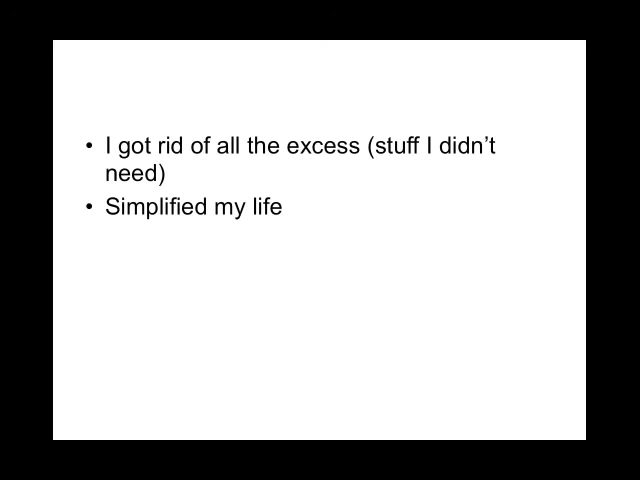 • I got rid of all the excess (stuff I didn’t
need)
• Simplified my life